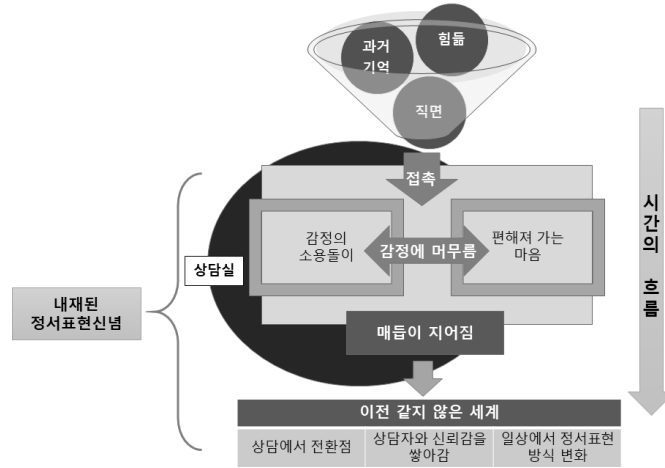 과거
기억
힘듦
직면
접촉
감정의
소용돌이
감정에 머무름
편해져 가는
마음
상담실
내재된
정서표현신념
매듭이 지어짐
이전 같지 않은 세계
상담에서 전환점
상담자와 신뢰감을
쌓아감
일상에서 정서표현
방식 변화
시간의 흐름